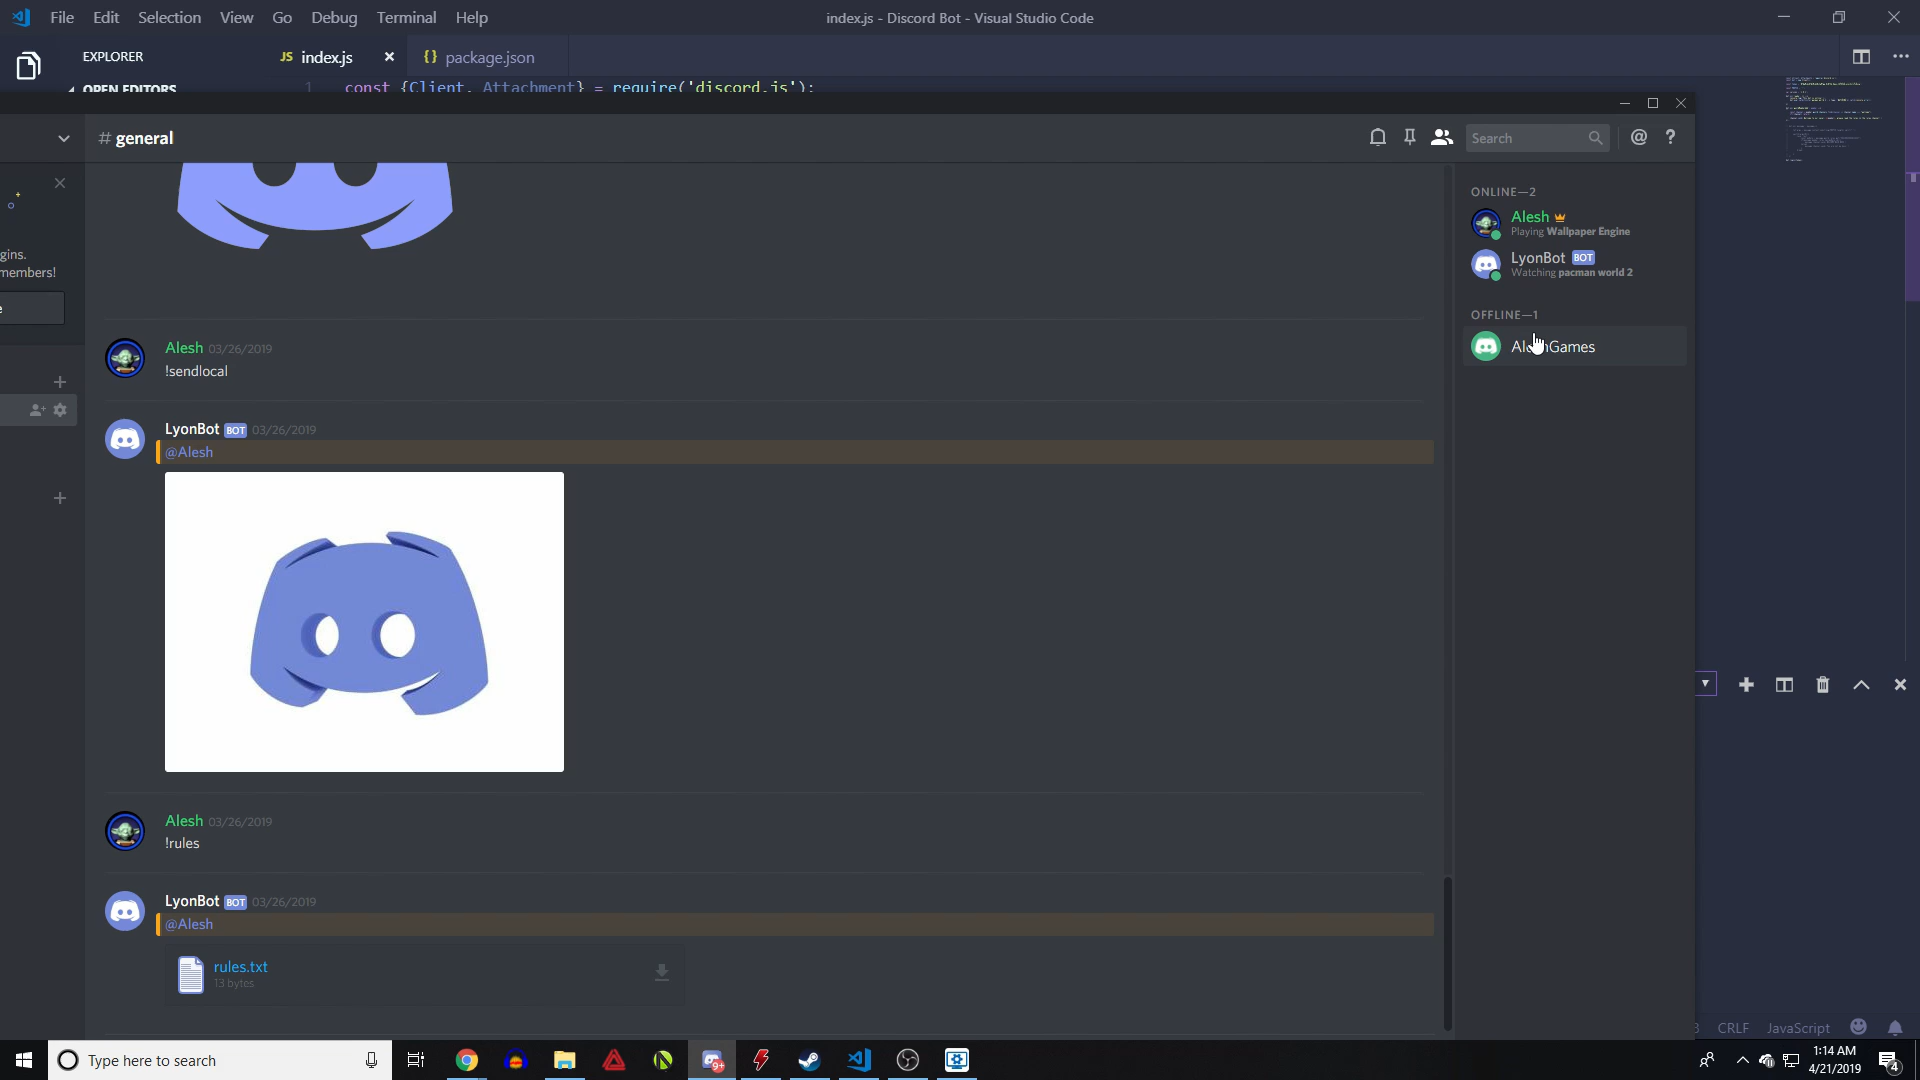 File Edit Selection View Go Debug Terminal Help
index.js - Discord Bot - Visual Studio Code
EXPLORER
JS index.js
{} package.json
OPEN EDITORS
1 const {Client, Attachment} = require('discord.js');
# general
Search
@ ?
gins.
members!
e
Alesh 03/26/2019
!sendlocal
LyonBot BOT 03/26/2019
@Alesh
Alesh 03/26/2019
!rules
LyonBot BOT 03/26/2019
@Alesh
rules.txt
13 bytes
ONLINE—2
Alesh
Playing Wallpaper Engine
LyonBot BOT
Watching pacman world 2
OFFLINE—1
CRLF JavaScript
Type here to search
9+
1:14 AM
4/21/2019
4